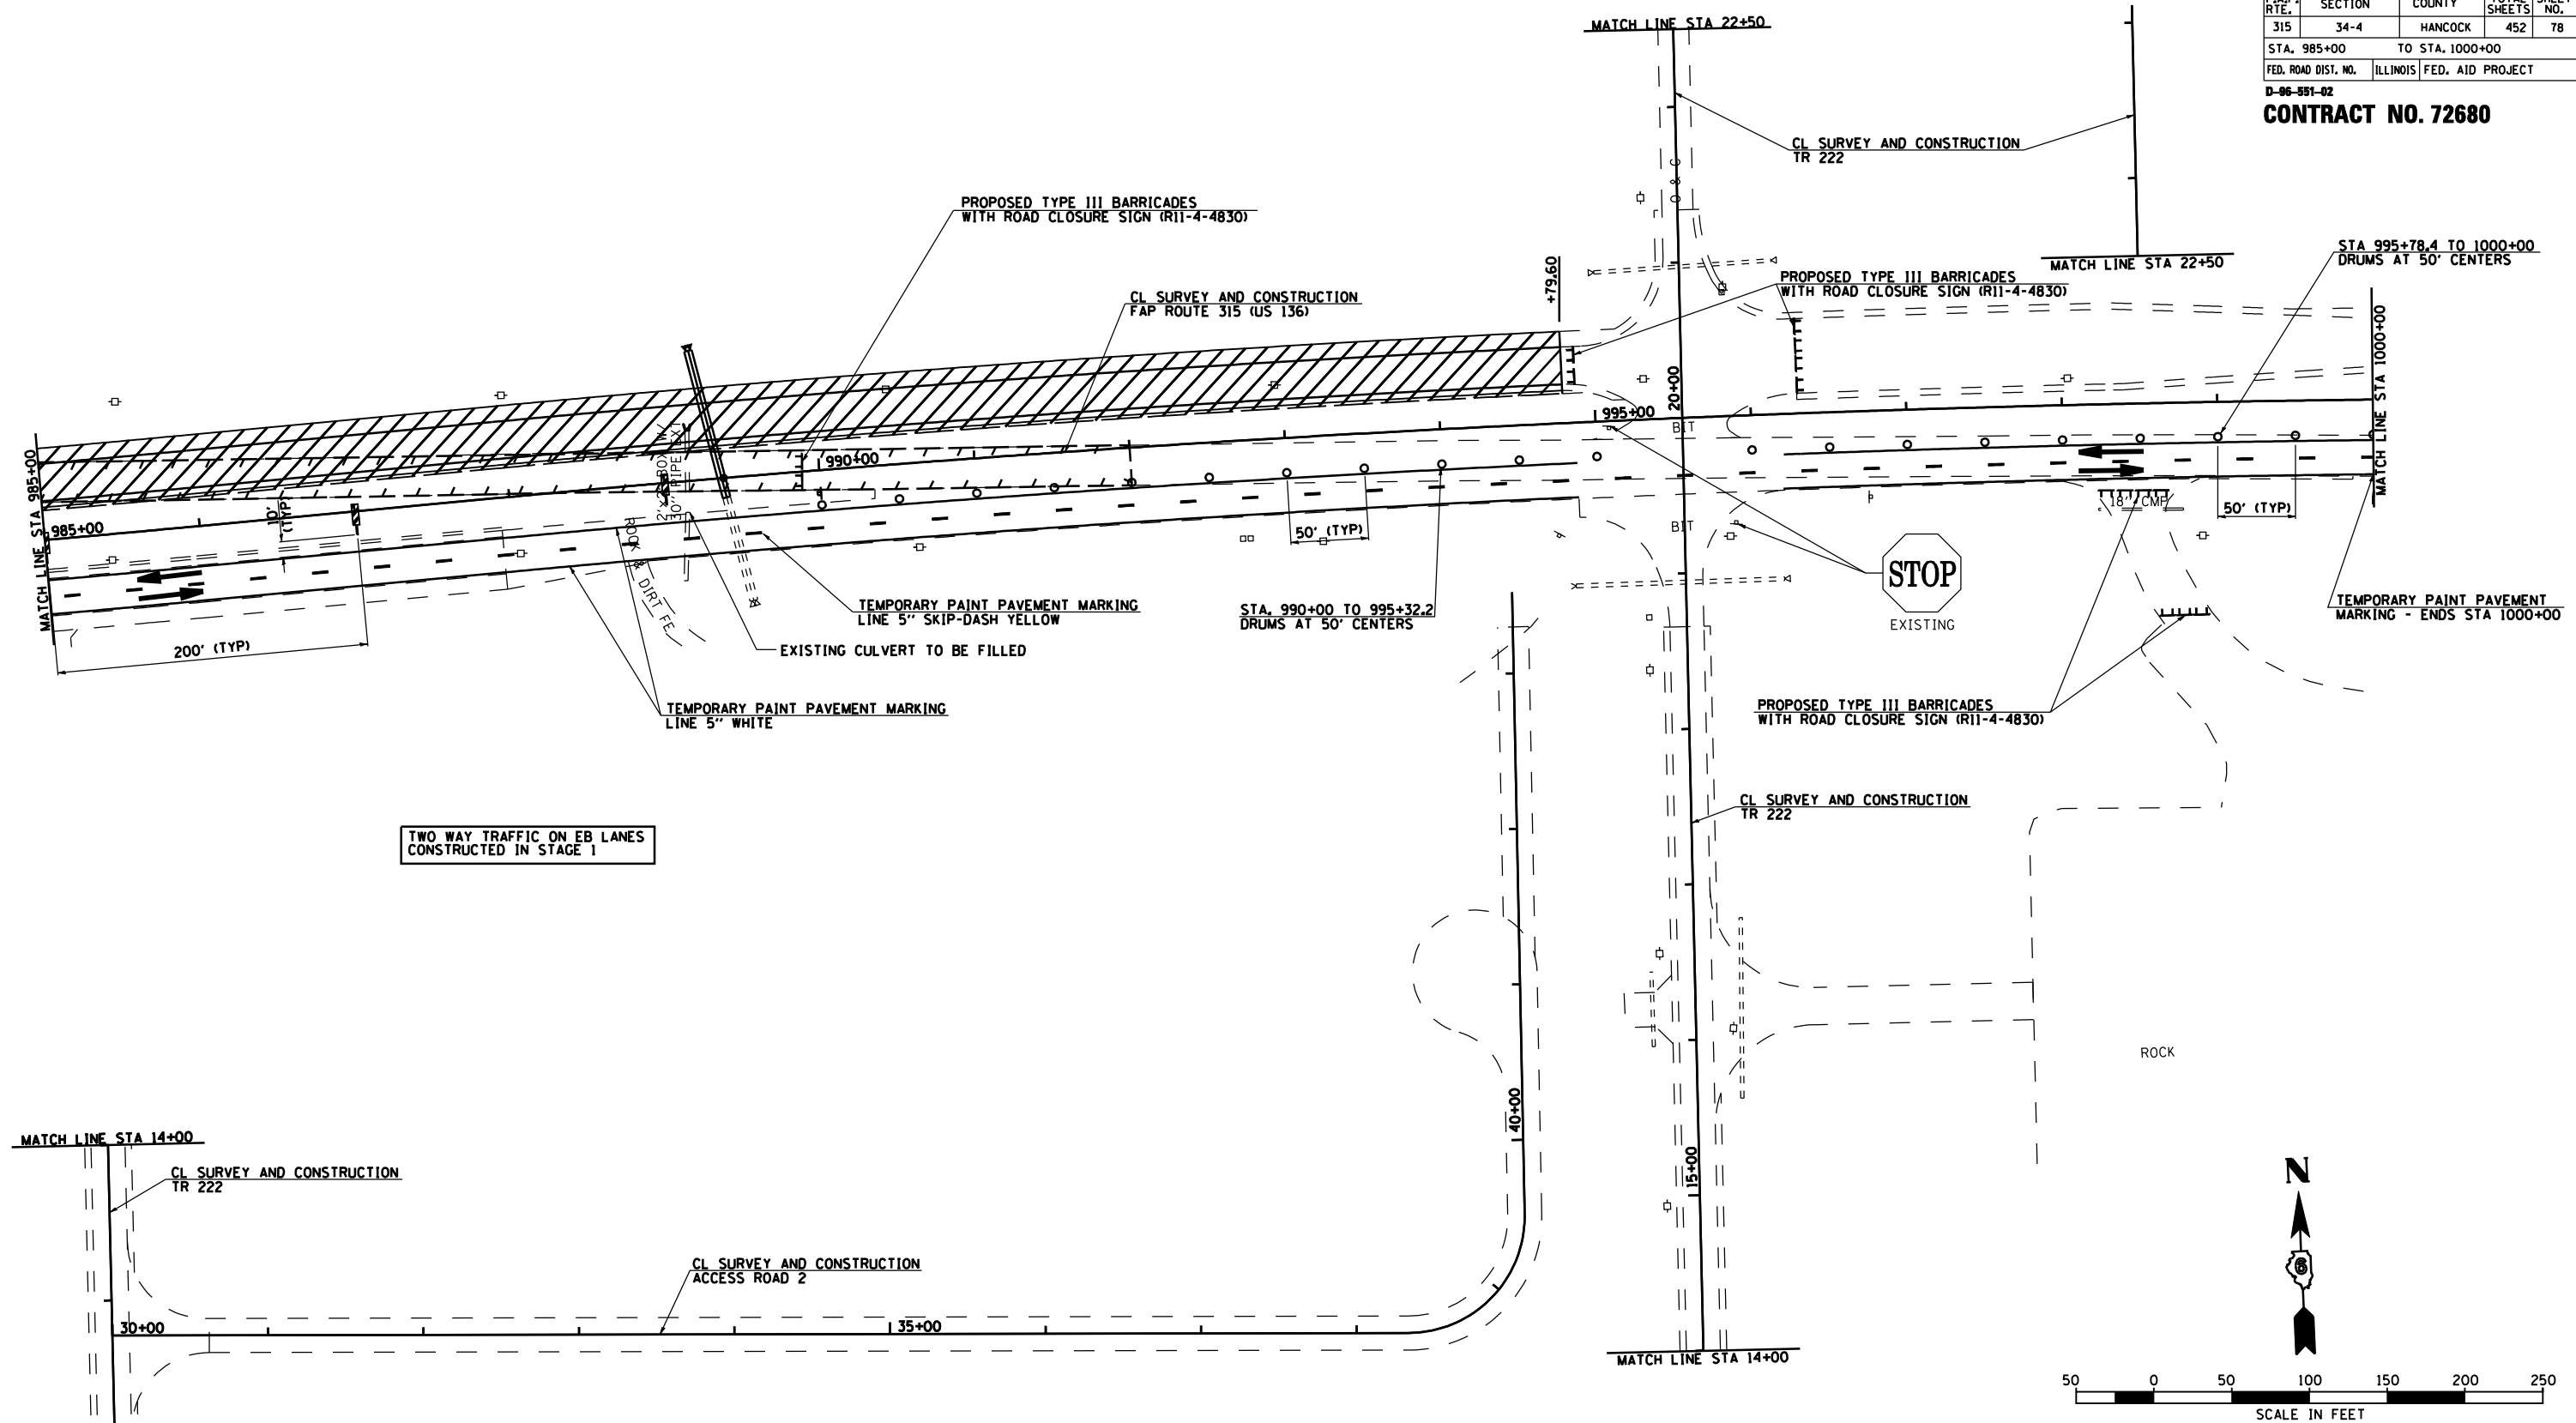 MATCH LINE STA 22+50
RTE.
SECTION
COUNTY
SHEETS
NO.
315
34-4
HANCOCK
452
78
STA. 985+00 TO STA. 1000+00
FED. ROAD DIST. NO.
ILLINOIS
FED. AID PROJECT
D-96-551-02
CONTRACT NO. 72680
CL SURVEY AND CONSTRUCTION
TR 222
PROPOSED TYPE III BARRICADES
WITH ROAD CLOSURE SIGN (R11-4-4830)
O & C
STA 995+78.4 TO 1000+00
DRUMS AT 50' CENTERS
MATCH LINE STA 22+50
+79.60
PROPOSED TYPE III BARRICADES
WITH ROAD CLOSURE SIGN (R11-4-4830)
CL SURVEY AND CONSTRUCTION
FAP ROUTE 315 (US 136)
MATCH LINE STA 1000+00
20+00
995+00
BIT
990+00
MATCH LINE STA 985+00
985+00
10'
(TYP)
30" PIPE EXT
ROCK & DIRT FE
18" CMP
50' (TYP)
50' (TYP)
BIT
STOP
EXISTING
TEMPORARY PAINT PAVEMENT MARKING
LINE 5" SKIP-DASH YELLOW
STA. 990+00 TO 995+32.2
DRUMS AT 50' CENTERS
TEMPORARY PAINT PAVEMENT
MARKING - ENDS STA 1000+00
200' (TYP)
EXISTING CULVERT TO BE FILLED
TEMPORARY PAINT PAVEMENT MARKING
LINE 5" WHITE
PROPOSED TYPE III BARRICADES
WITH ROAD CLOSURE SIGN (R11-4-4830)
CL SURVEY AND CONSTRUCTION
TR 222
TWO WAY TRAFFIC ON EB LANES
CONSTRUCTED IN STAGE 1
ROCK
40+00
15+00
MATCH LINE STA 14+00
CL SURVEY AND CONSTRUCTION
TR 222
N
6
CL SURVEY AND CONSTRUCTION
ACCESS ROAD 2
30+00
35+00
MATCH LINE STA 14+00
50 0 50 100 150 200 250
SCALE IN FEET